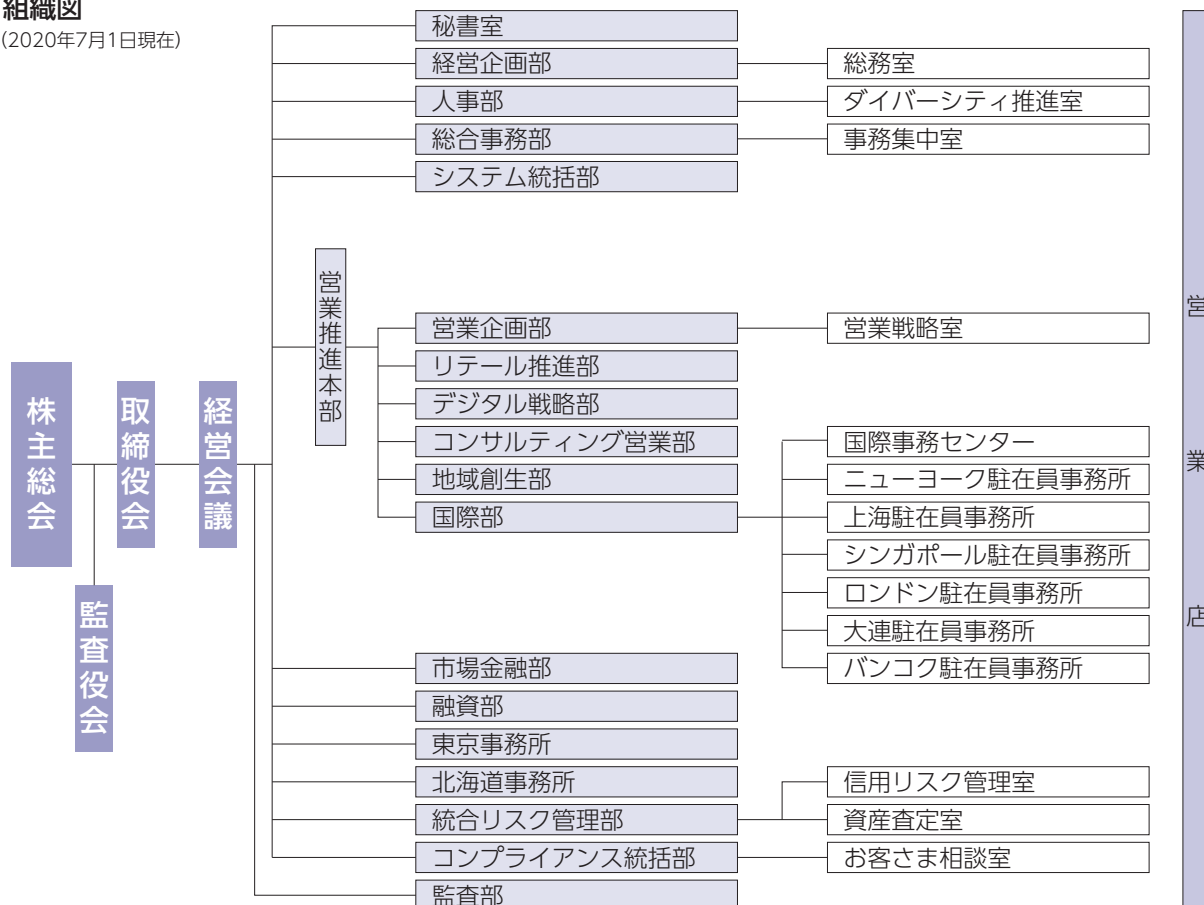 組織図
(2020年7月1日現在)
株主総会
監査役会
取締役会
経営会議
秘書室
経営企画部
総務室
人事部
ダイバーシティ推進室
総合事務部
事務集中室
システム統括部
営業推進本部
営業企画部
営業戦略室
リテール推進部
デジタル戦略部
コンサルティング営業部
地域創生部
国際部
国際事務センター
ニューヨーク駐在員事務所
上海駐在員事務所
シンガポール駐在員事務所
ロンドン駐在員事務所
大連駐在員事務所
バンコク駐在員事務所
市場金融部
融資部
東京事務所
北海道事務所
統合リスク管理部
信用リスク管理室
資産査定室
コンプライアンス統括部
お客さま相談室
監査部
営業店